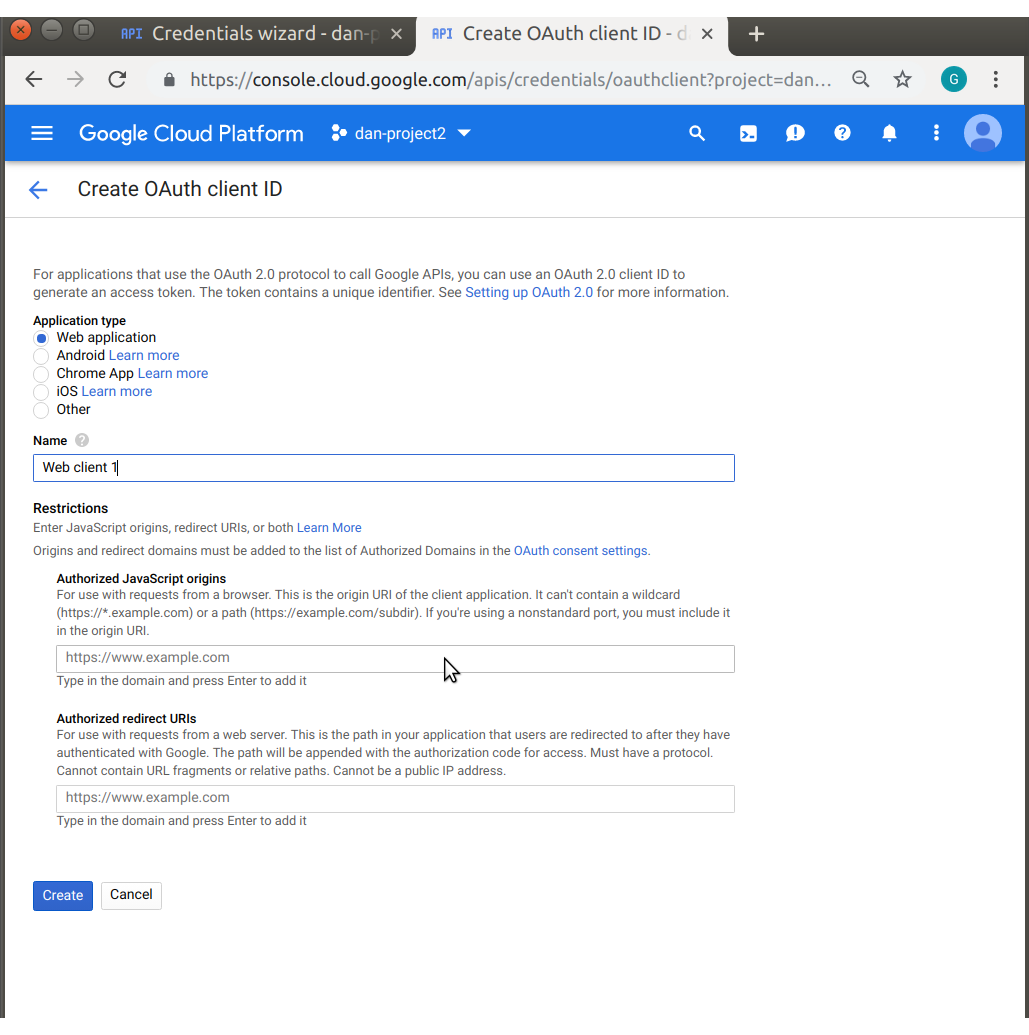 API Credentials wizard - dan-p
API Create OAuth client ID - d
https://console.cloud.google.com/apis/credentials/oauthclient?project=dan...
G
Google Cloud Platform
dan-project2
Create OAuth client ID
For applications that use the OAuth 2.0 protocol to call Google APIs, you can use an OAuth 2.0 client ID to
generate an access token. The token contains a unique identifier. See Setting up OAuth 2.0 for more information.
Application type
Web application
Android Learn more
Chrome App Learn more
iOS Learn more
Other
Name ?
Web client 1
Restrictions
Enter JavaScript origins, redirect URIs, or both Learn More
Origins and redirect domains must be added to the list of Authorized Domains in the OAuth consent settings.
Authorized JavaScript origins
For use with requests from a browser. This is the origin URI of the client application. It can't contain a wildcard
(https://*.example.com) or a path (https://example.com/subdir). If you're using a nonstandard port, you must include it
in the origin URI.
https://www.example.com
Type in the domain and press Enter to add it
Authorized redirect URIs
For use with requests from a web server. This is the path in your application that users are redirected to after they have
authenticated with Google. The path will be appended with the authorization code for access. Must have a protocol.
Cannot contain URL fragments or relative paths. Cannot be a public IP address.
https://www.example.com
Type in the domain and press Enter to add it
Create
Cancel